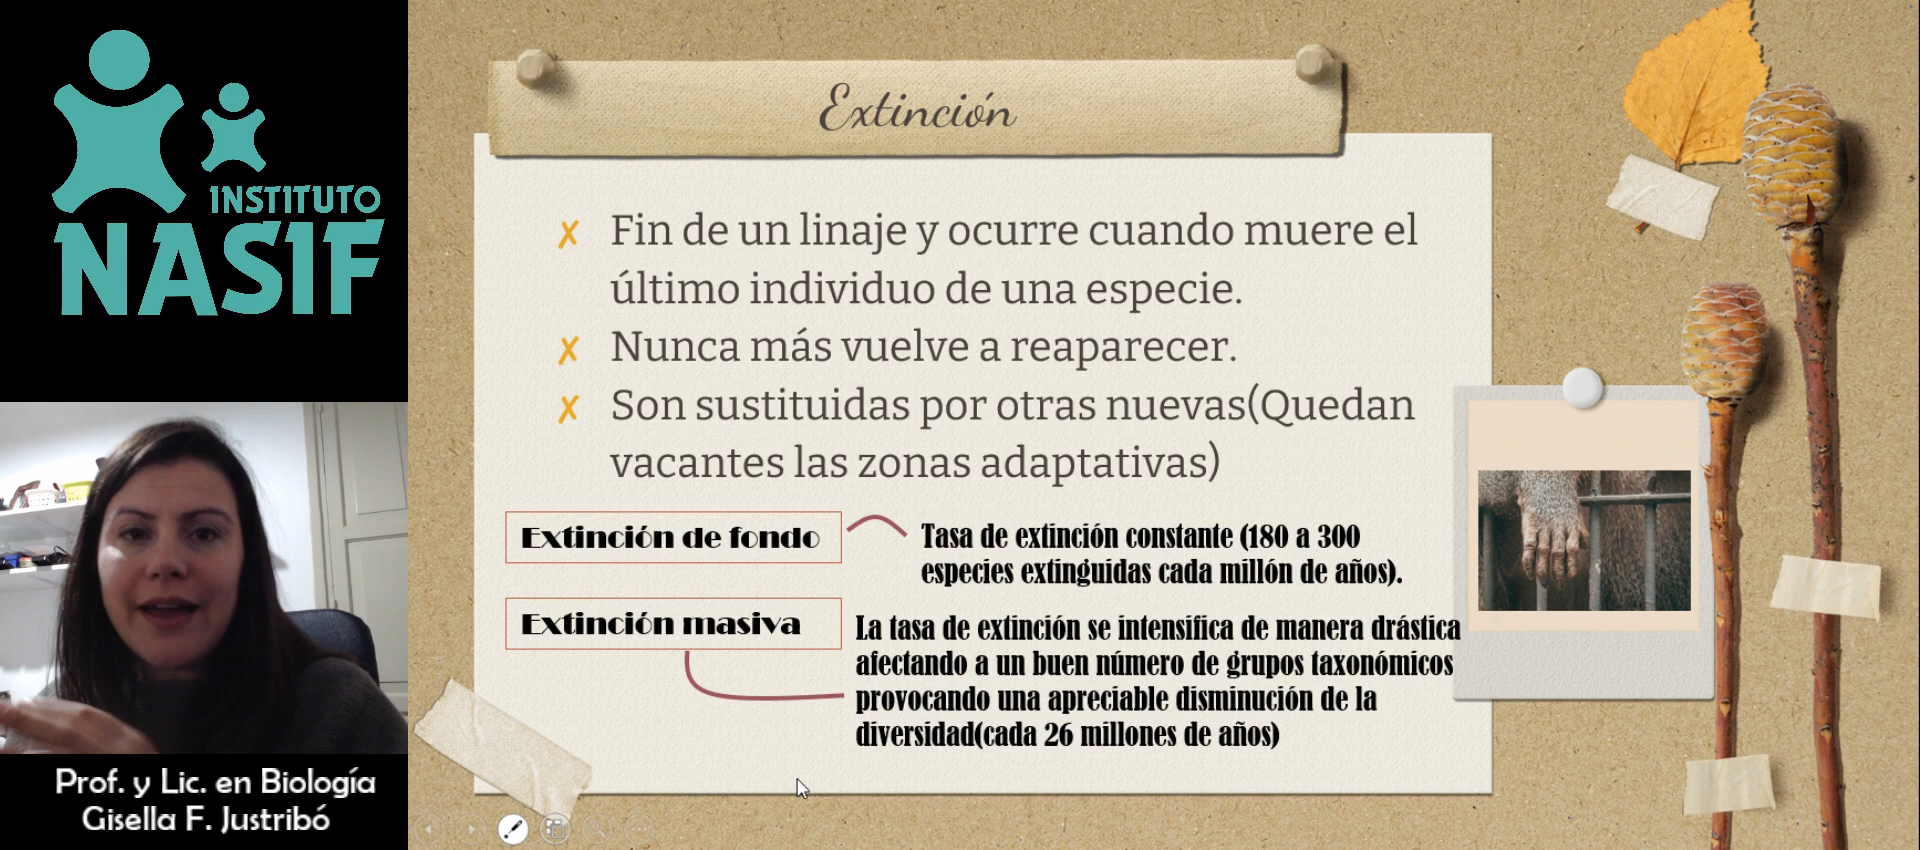 INSTITUTO
NASIF
Prof. y Lic. en Biología
Gisella F. Justribó
Extinción
✗ Fin de un linaje y ocurre cuando muere el
último individuo de una especie.
✗ Nunca más vuelve a reaparecer.
✗ Son sustituidas por otras nuevas(Quedan
vacantes las zonas adaptativas)
Extinción de fondo
Tasa de extinción constante (180 a 300
especies extinguidas cada millón de años).
Extinción masiva
La tasa de extinción se intensifica de manera drástica
afectando a un buen número de grupos taxonómicos
provocando una apreciable disminución de la
diversidad(cada 26 millones de años)